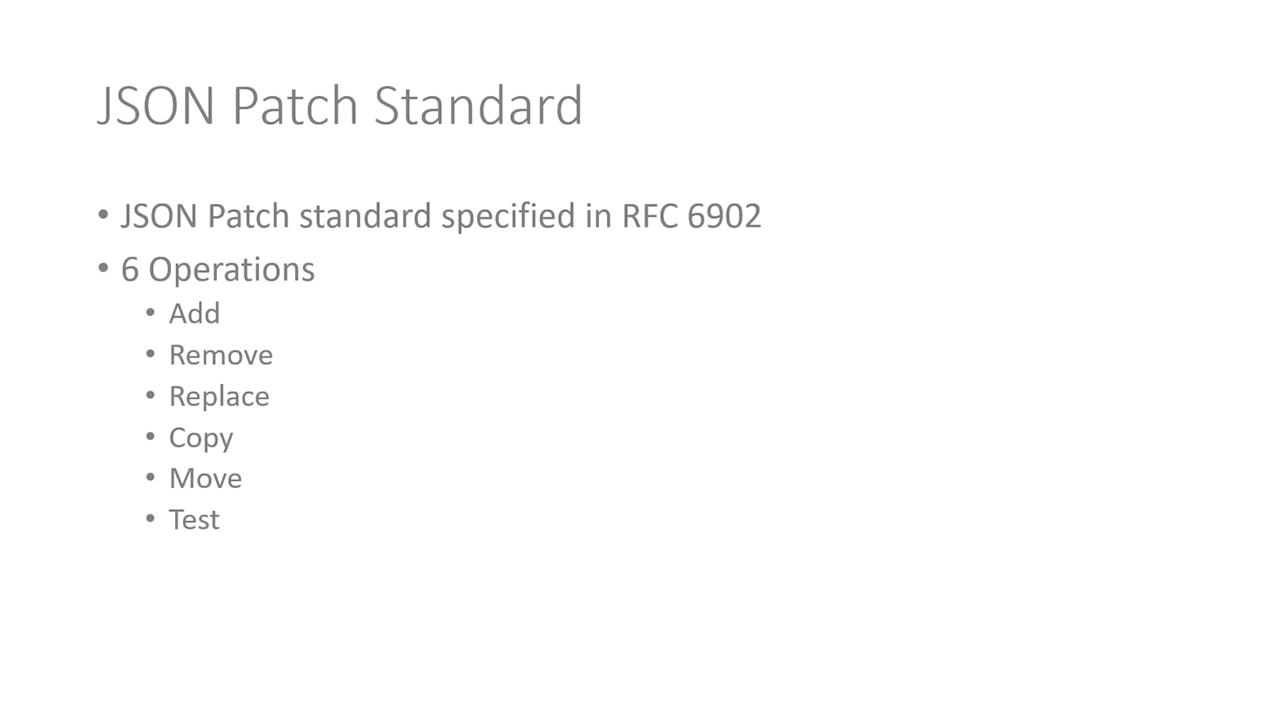 JSON Patch Standard
• JSON Patch standard specified in RFC 6902
• 6 Operations
• Add
• Remove
• Replace
• Copy
• Move
• Test